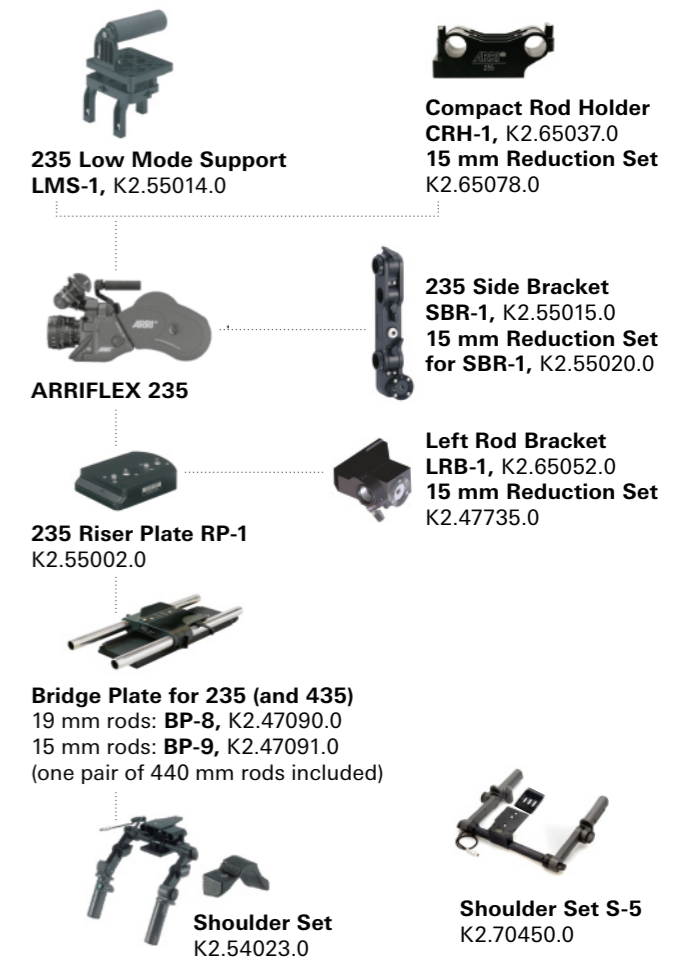 ARRI
235
Compact Rod Holder
CRH-1, K2.65037.0
15 mm Reduction Set
K2.65078.0
235 Low Mode Support
LMS-1, K2.55014.0
ARRI
235 Side Bracket
SBR-1, K2.55015.0
15 mm Reduction Set
for SBR-1, K2.55020.0
ARRIFLEX 235
Left Rod Bracket
LRB-1, K2.65052.0
15 mm Reduction Set
K2.47735.0
235 Riser Plate RP-1
K2.55002.0
Bridge Plate for 235 (and 435)
19 mm rods: BP-8, K2.47090.0
15 mm rods: BP-9, K2.47091.0
(one pair of 440 mm rods included)
Shoulder Set
K2.54023.0
Shoulder Set S-5
K2.70450.0